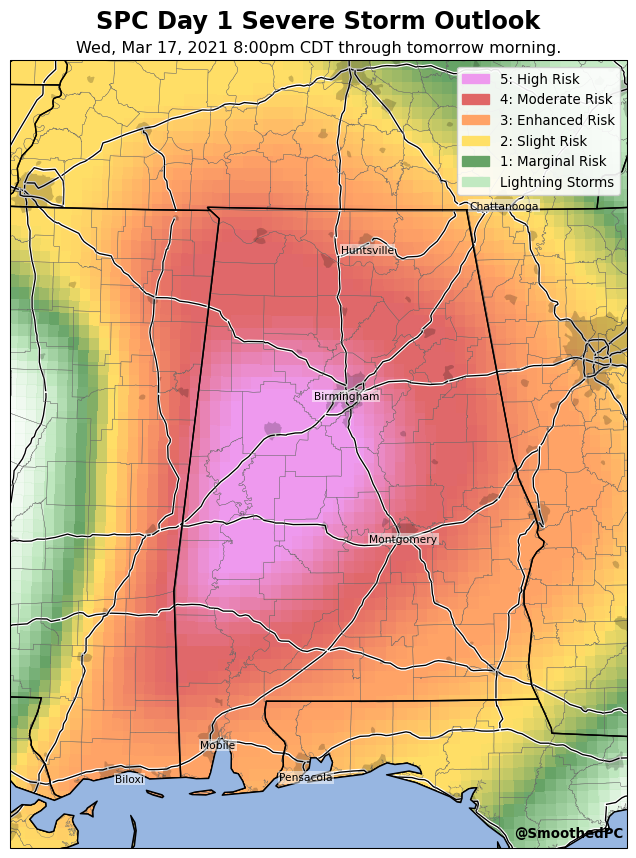 SPC Day 1 Severe Storm Outlook
Wed, Mar 17, 2021 8:00pm CDT through tomorrow morning.
5: High Risk
4: Moderate Risk
3: Enhanced Risk
2: Slight Risk
1: Marginal Risk
Lightning Storms
Chattanooga
Huntsville
Birmingham
Montgomery
Mobile
Biloxi
Pensacola
@SmoothedPC